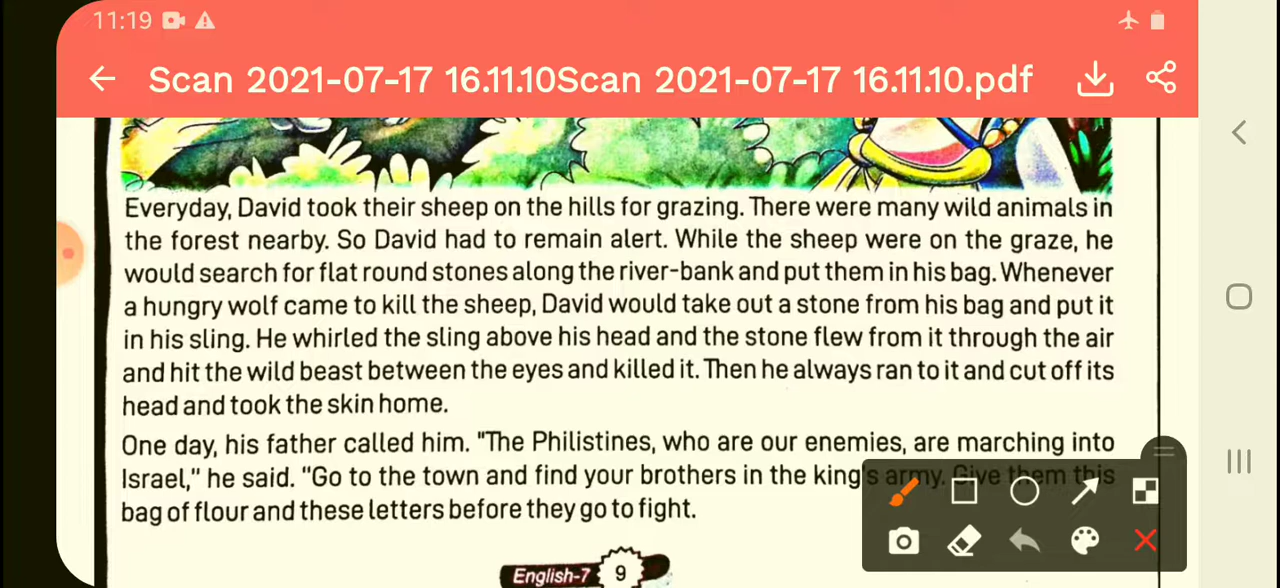 11:19
Scan 2021-07-17 16.11.10Scan 2021-07-17 16.11.10.pdf
Everyday, David took their sheep on the hills for grazing. There were many wild animals in
the forest nearby. So David had to remain alert. While the sheep were on the graze, he
would search for flat round stones along the river-bank and put them in his bag. Whenever
a hungry wolf came to kill the sheep, David would take out a stone from his bag and put it
in his sling. He whirled the sling above his head and the stone flew from it through the air
and hit the wild beast between the eyes and killed it. Then he always ran to it and cut off its
head and took the skin home.
One day, his father called him. "The Philistines, who are our enemies, are marching into
Israel," he said. "Go to the town and find your brothers in the king's army. Give them this
bag of flour and these letters before they go to fight.
English-7 9